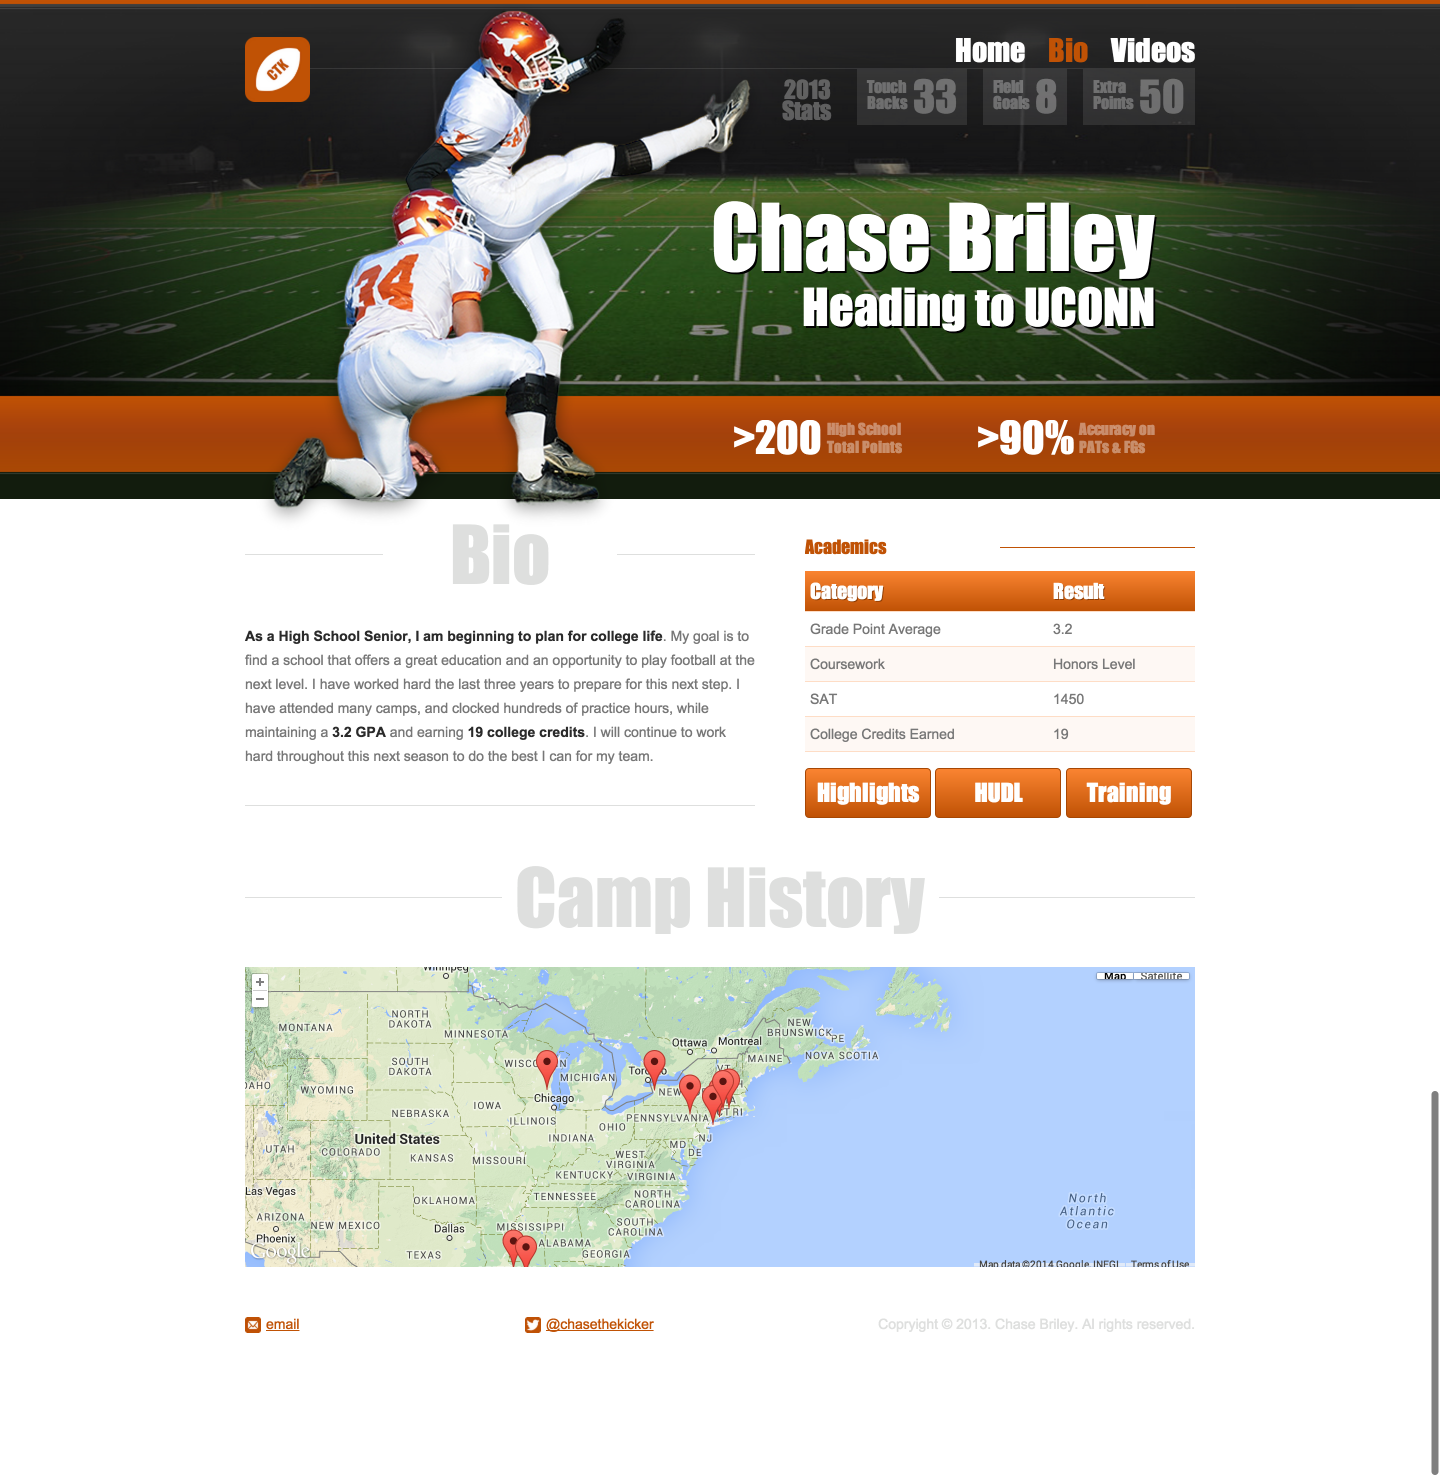 CTK
Home Bio Videos
2013 Stats
Touch Backs 33
Field Goals 8
Extra Points 50
Chase Briley
Heading to UCONN
34
50
>200 High School Total Points
>90% Accuracy on PATs & FGs
Bio
As a High School Senior, I am beginning to plan for college life. My goal is to
find a school that offers a great education and an opportunity to play football at the
next level. I have worked hard the last three years to prepare for this next step. I
have attended many camps, and clocked hundreds of practice hours, while
maintaining a 3.2 GPA and earning 19 college credits. I will continue to work
hard throughout this next season to do the best I can for my team.
Academics
Category Result
Grade Point Average 3.2
Coursework Honors Level
SAT 1450
College Credits Earned 19
Highlights HUDL Training
Camp History
Winnipeg
Map Satellite
MONTANA
NORTH DAKOTA
MINNESOTA
NEW BRUNSWICK
PE
Ottawa Montreal
MAINE
NOVA SCOTIA
SOUTH DAKOTA
MICHIGAN
WYOMING
Chicago
IOWA
NEBRASKA
ILLINOIS
OHIO
PENNSYLVANIA
CT RI
United States
INDIANA
NJ
UTAH
COLORADO
KANSAS
MISSOURI
WEST VIRGINIA
MD
DE
KENTUCKY
VIRGINIA
Las Vegas
OKLAHOMA
TENNESSEE
NORTH CAROLINA
North Atlantic Ocean
ARIZONA
NEW MEXICO
Dallas
MISSISSIPPI
SOUTH CAROLINA
Phoenix
TEXAS
ALABAMA
GEORGIA
Google
Map data ©2014 Google, INEGI Terms of Use
email
@chasethekicker
Copryight © 2013. Chase Briley. Al rights reserved.